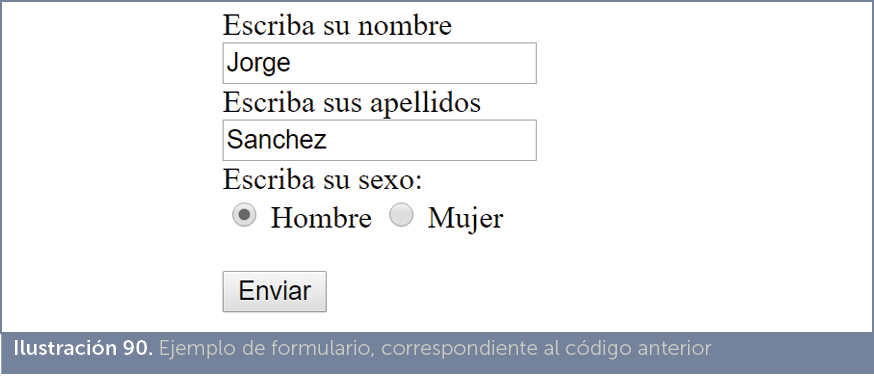 Escriba su nombre
Jorge
Escriba sus apellidos
Sanchez
Escriba su sexo:
Hombre Mujer
Enviar
Ilustración 90. Ejemplo de formulario, correspondiente al código anterior